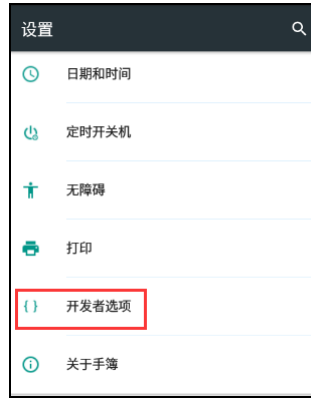 设置
日期和时间
定时开关机
无障碍
打印
{ } 开发者选项
关于手簿